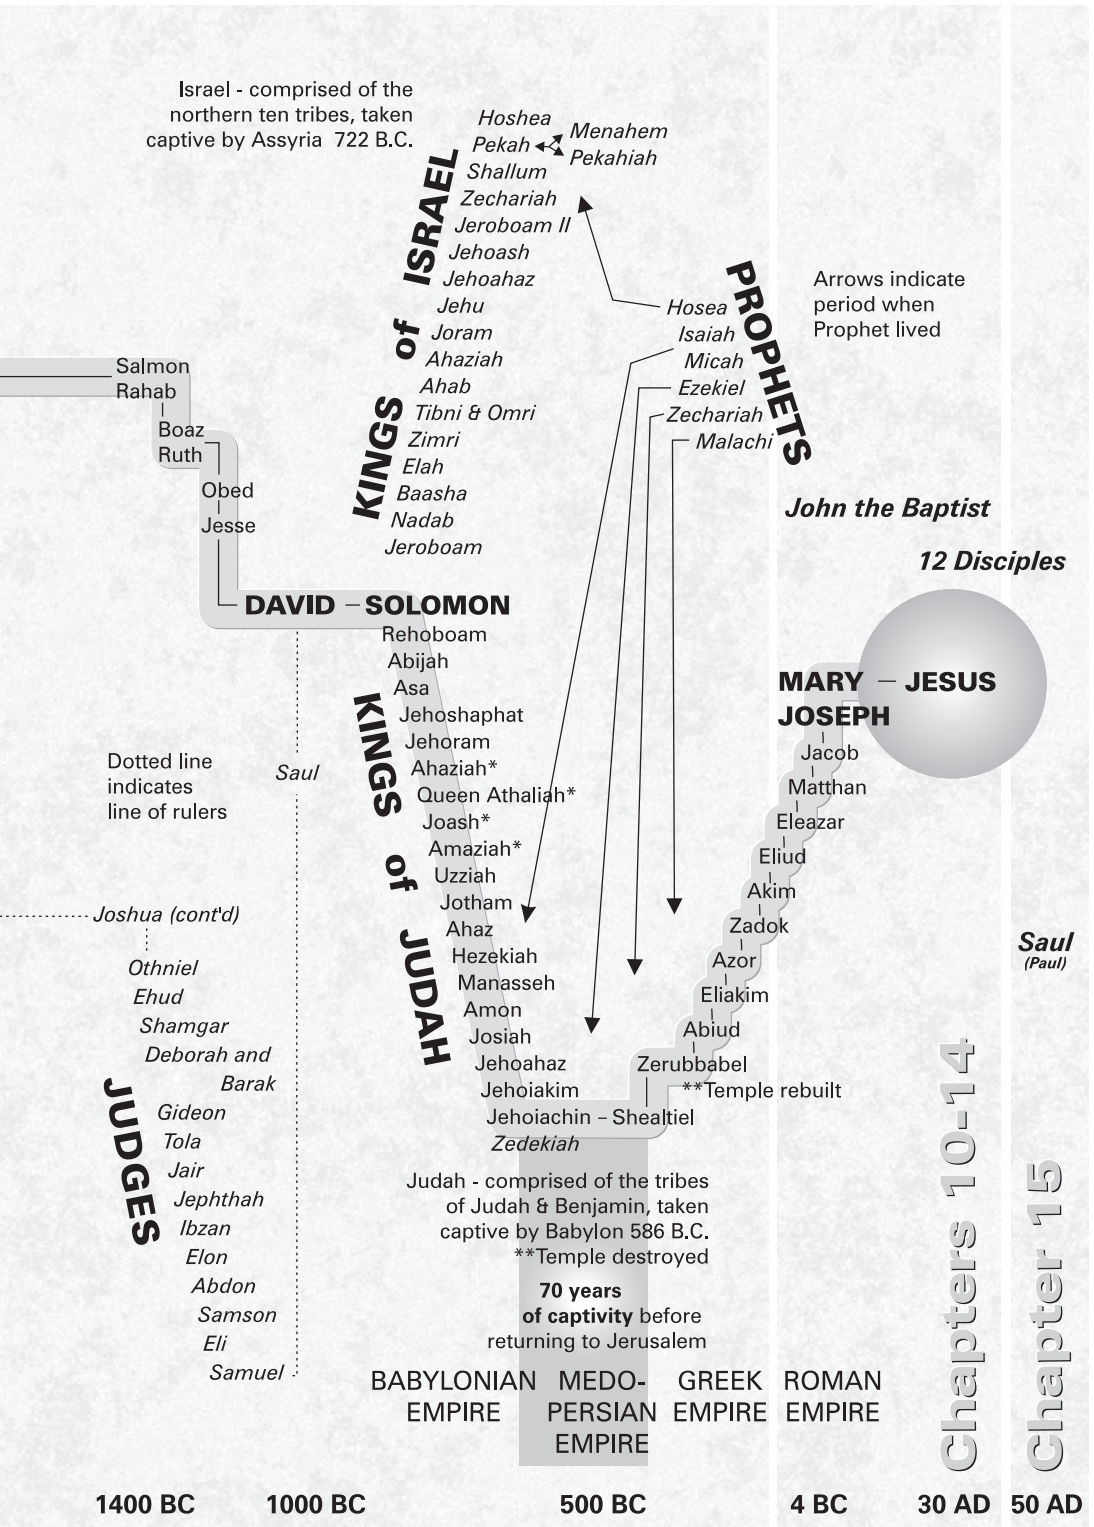 Israel - comprised of the
northern ten tribes, taken
captive by Assyria 722 B.C.
KINGS of ISRAEL
Hoshea
Pekah
Menahem
Pekahiah
Shallum
Zechariah
Jeroboam II
Jehoash
Jehoahaz
Jehu
Joram
Ahaziah
Ahab
Tibni & Omri
Zimri
Elah
Baasha
Nadab
Jeroboam
PROPHETS
Hosea
Isaiah
Micah
Ezekiel
Zechariah
Malachi
Arrows indicate
period when
Prophet lived
Salmon
Rahab
Boaz
Ruth
Obed
Jesse
DAVID – SOLOMON
John the Baptist
12 Disciples
MARY – JESUS
JOSEPH
Jacob
Matthan
Eleazar
Eliud
Akim
Zadok
Azor
Eliakim
Abiud
Zerubbabel
**Temple rebuilt
KINGS of JUDAH
Rehoboam
Abijah
Asa
Jehoshaphat
Jehoram
Ahaziah*
Queen Athaliah*
Joash*
Amaziah*
Uzziah
Jotham
Ahaz
Hezekiah
Manasseh
Amon
Josiah
Jehoahaz
Jehoiakim
Jehoiachin – Shealtiel
Zedekiah
Dotted line
indicates
line of rulers
Saul
Joshua (cont'd)
JUDGES
Othniel
Ehud
Shamgar
Deborah and
Barak
Gideon
Tola
Jair
Jephthah
Ibzan
Elon
Abdon
Samson
Eli
Samuel
Saul
(Paul)
Judah - comprised of the tribes
of Judah & Benjamin, taken
captive by Babylon 586 B.C.
**Temple destroyed
70 years
of captivity before
returning to Jerusalem
BABYLONIAN
EMPIRE
MEDO-
PERSIAN
EMPIRE
GREEK
EMPIRE
ROMAN
EMPIRE
Chapters 10-14
Chapter 15
1400 BC
1000 BC
500 BC
4 BC
30 AD
50 AD